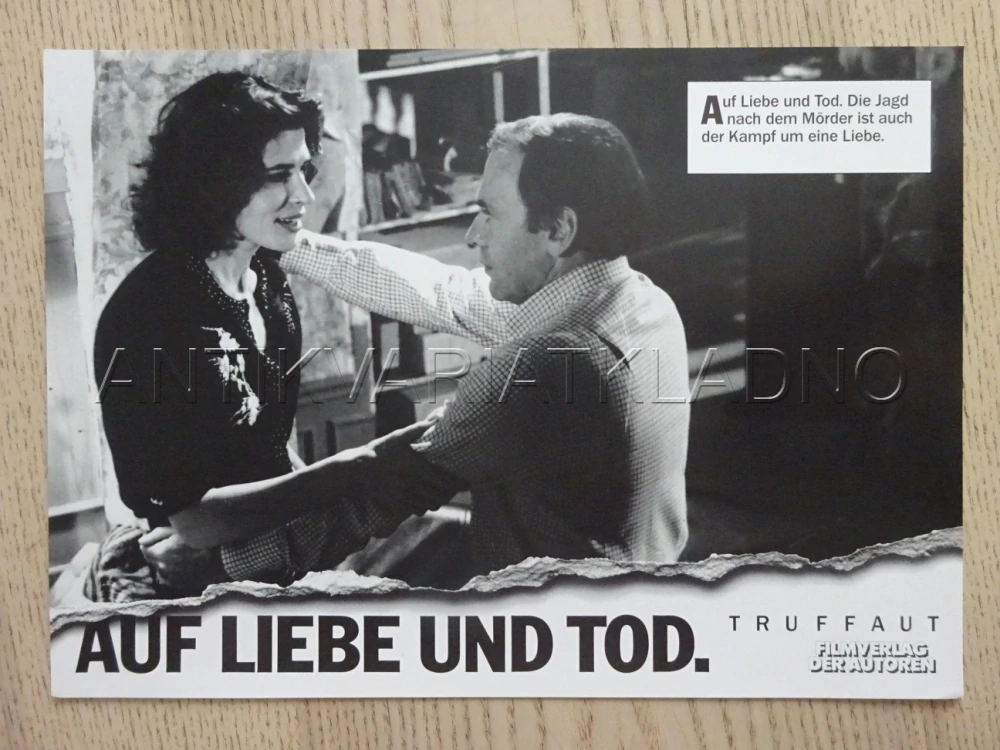 Auf Liebe und Tod. Die Jagd
nach dem Mörder ist auch
der Kampf um eine Liebe.
ANTIKVARIATKLADNO
AUF LIEBE UND TOD.
TRUFFAUT
FILMVERLAG
DER AUTOREN